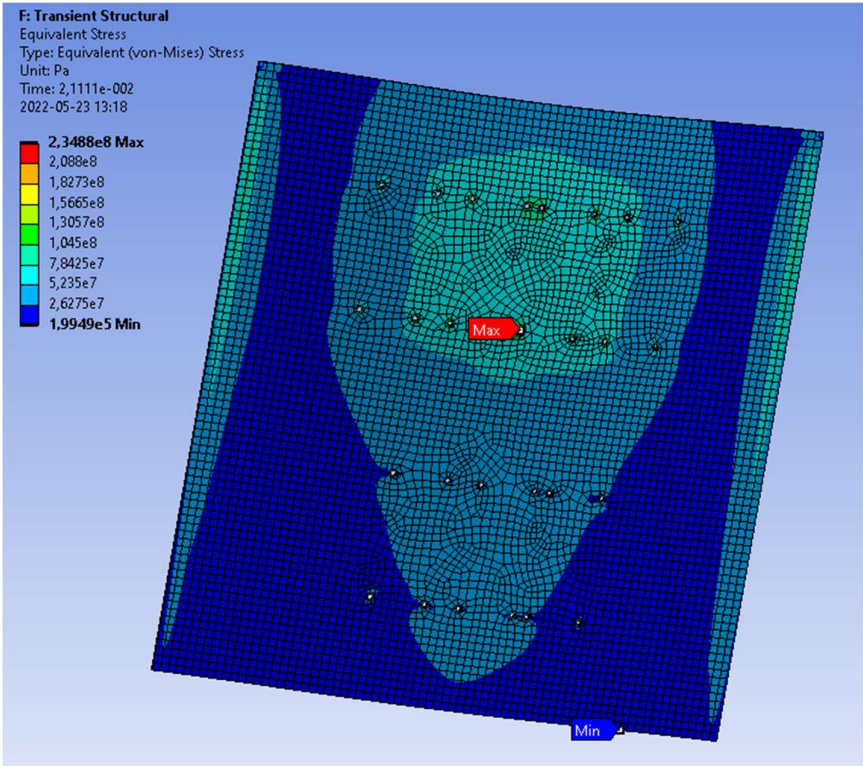 F: Transient Structural
Equivalent Stress
Type: Equivalent (von-Mises) Stress
Unit: Pa
Time: 2,1111e-002
2022-05-23 13:18
2,3488e8 Max
2,088e8
1,8273e8
1,5665e8
1,3057e8
1,045e8
7,8425e7
5,235e7
2,6275e7
1,9949e5 Min
Max
Min